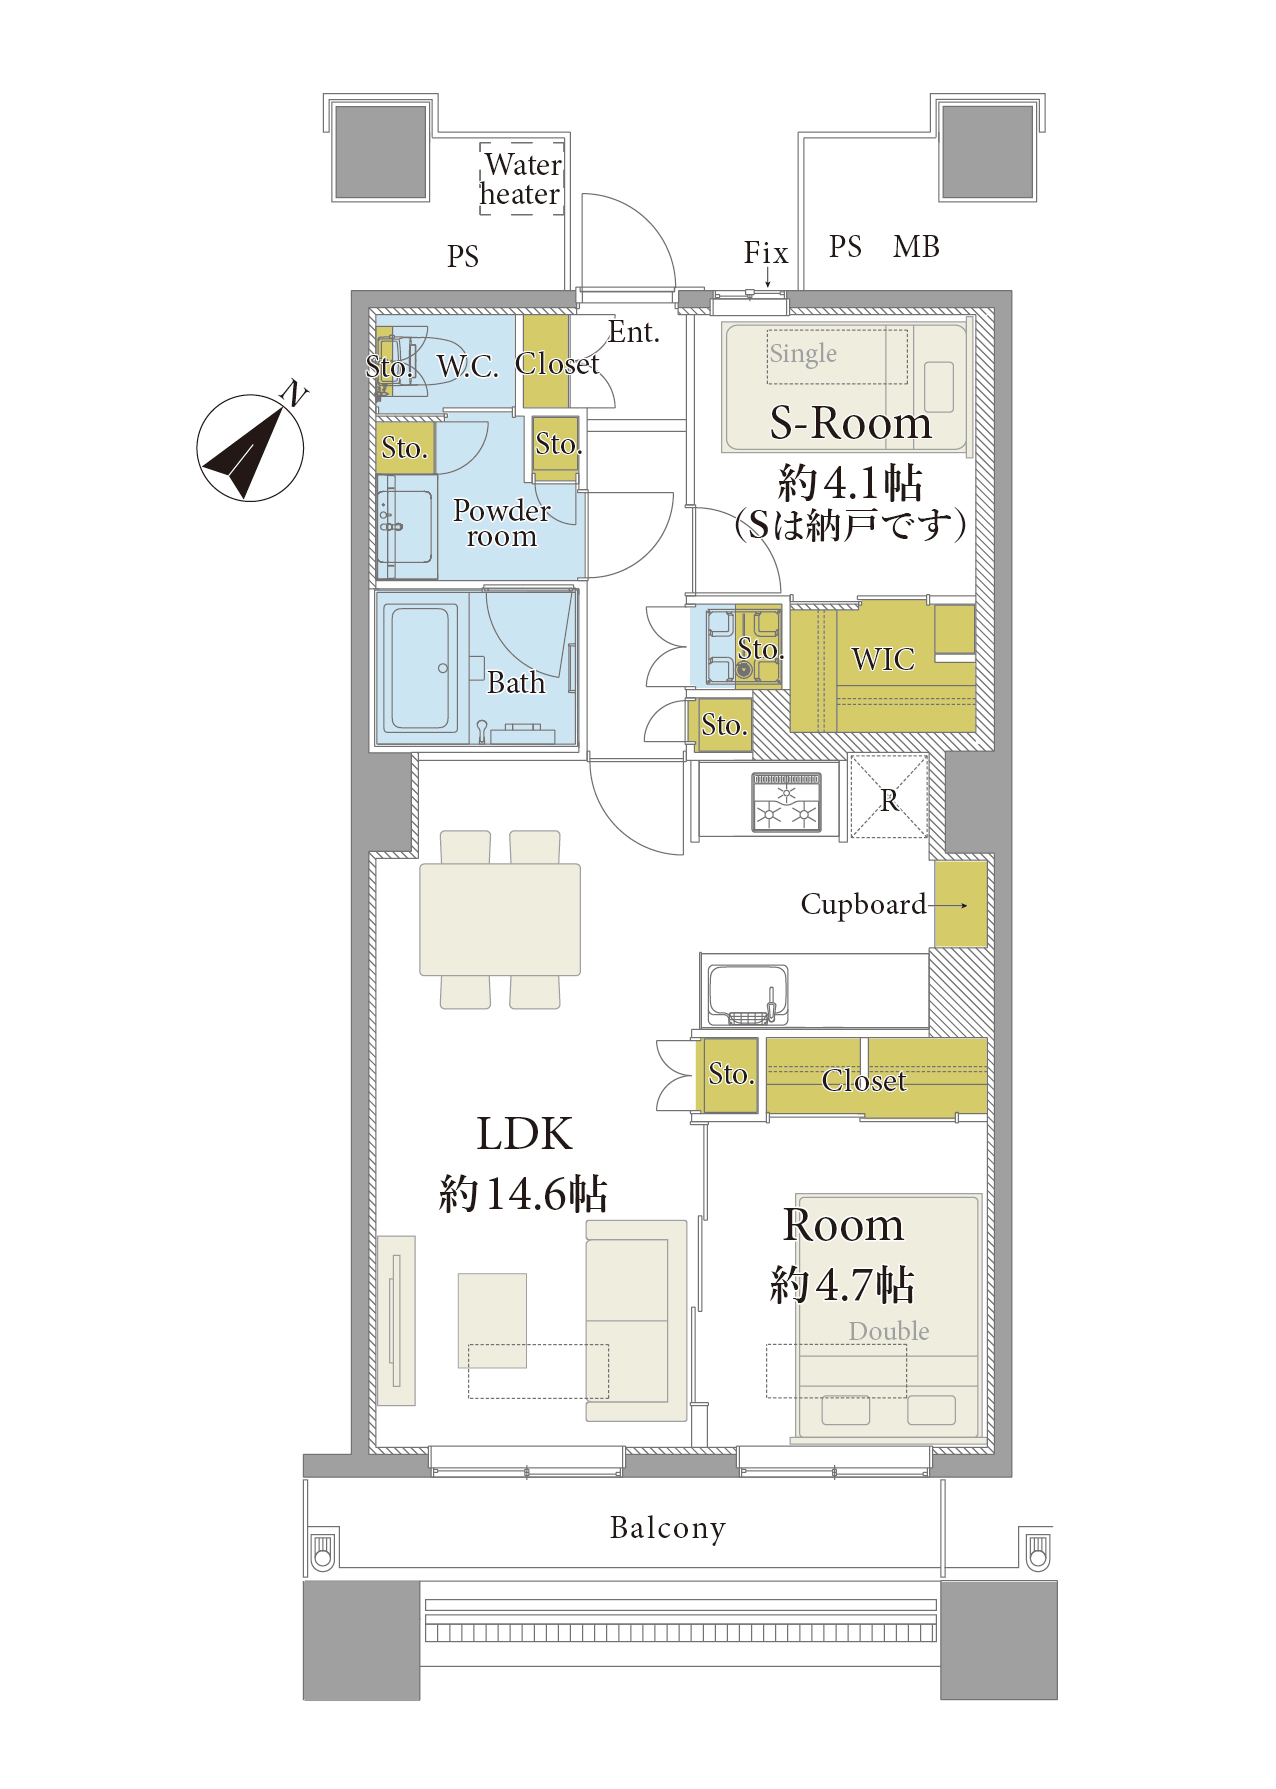 Water
heater
PS
Fix
PS
MB
N
Ent.
Sto.
W.C.
Closet
Single
S-Room
約4.1帖
(Sは納戸です)
Sto.
Sto.
Powder
room
Bath
Sto.
WIC
Sto.
R
Cupboard
Sto.
Closet
LDK
約14.6帖
Room
約4.7帖
Double
Balcony